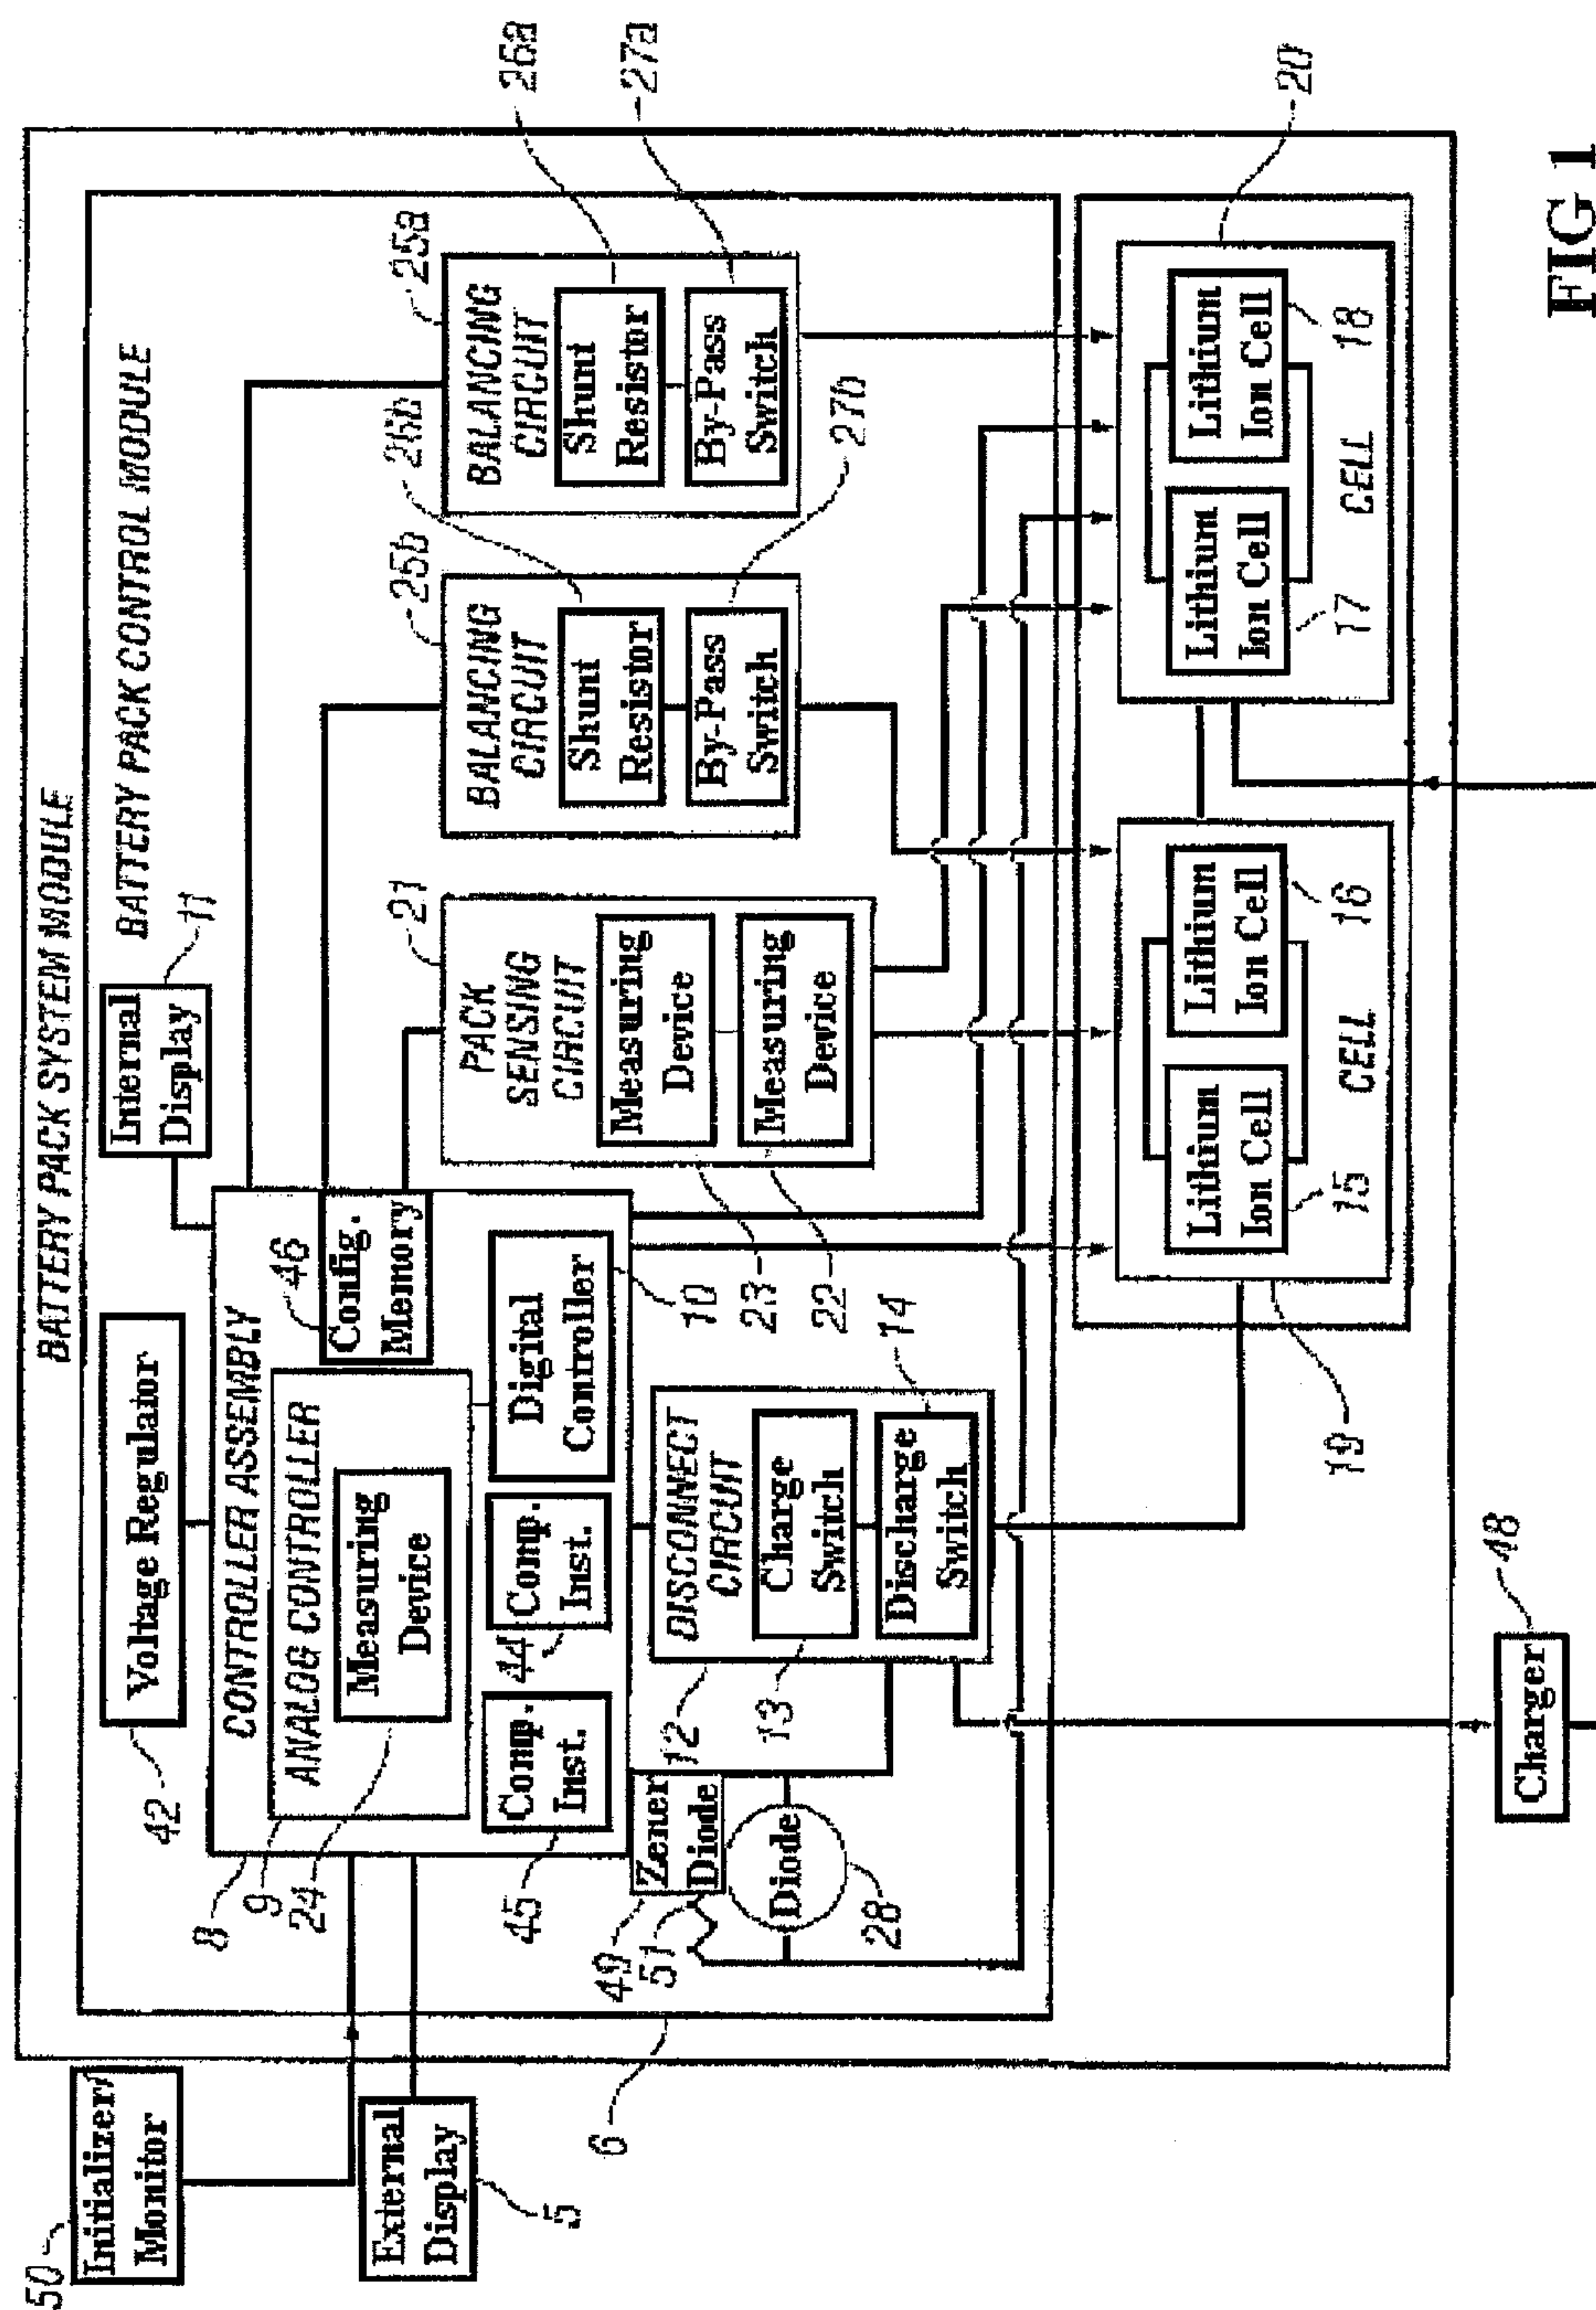 BATTERY PACK SYSTEM MODULE
BATTERY PACK CONTROL MODULE
50
Initializer/
Monitor
External
Display
5
6
42
Voltage Regulator
Internal
Display
11
8
CONTROLLER ASSEMBLY
9
ANALOG CONTROLLER
24
Measuring
Device
46
Config.
Memory
45
Comp.
Inst.
44
Comp.
Inst.
Digital
Controller
10
21
PACK
SENSING
CIRCUIT
Measuring
Device
Measuring
Device
23
22
25b
BALANCING
CIRCUIT
26b
Shunt
Resistor
By-Pass
Switch
27b
25a
BALANCING
CIRCUIT
26a
Shunt
Resistor
By-Pass
Switch
27a
49
Zener
Diode
51
Diode
28
12
DISCONNECT
CIRCUIT
13
Charge
Switch
14
Discharge
Switch
19
15
Lithium
Ion Cell
Lithium
Ion Cell
16
CELL
17
Lithium
Ion Cell
Lithium
Ion Cell
18
CELL
20
48
Charger
FIG 1